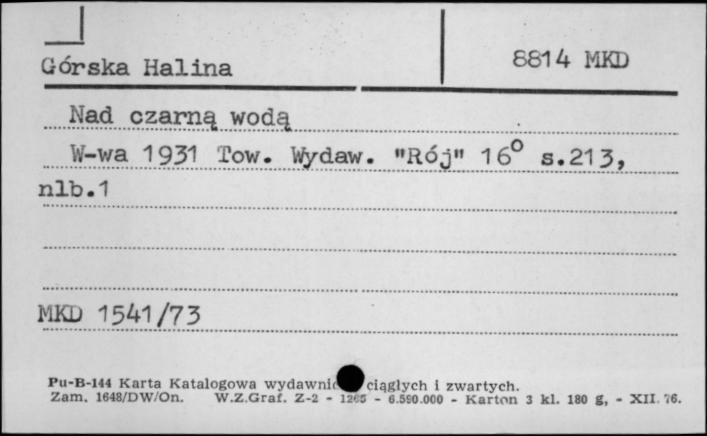 8814 MKD
Górska Halina
Nad czarną wodą
W-wa 1931 Tow. Wydaw. "Rój" 16° s.213,
nlb.1
MKD 1541/73
Pu-B-144 Karta Katalogowa ciągłych i zwartych.
Zam. 1648/DW/On. W.Z.Graf. Z-2 - - 6.590.000 - Karton 3 kl. 180 g, - XII. 76.